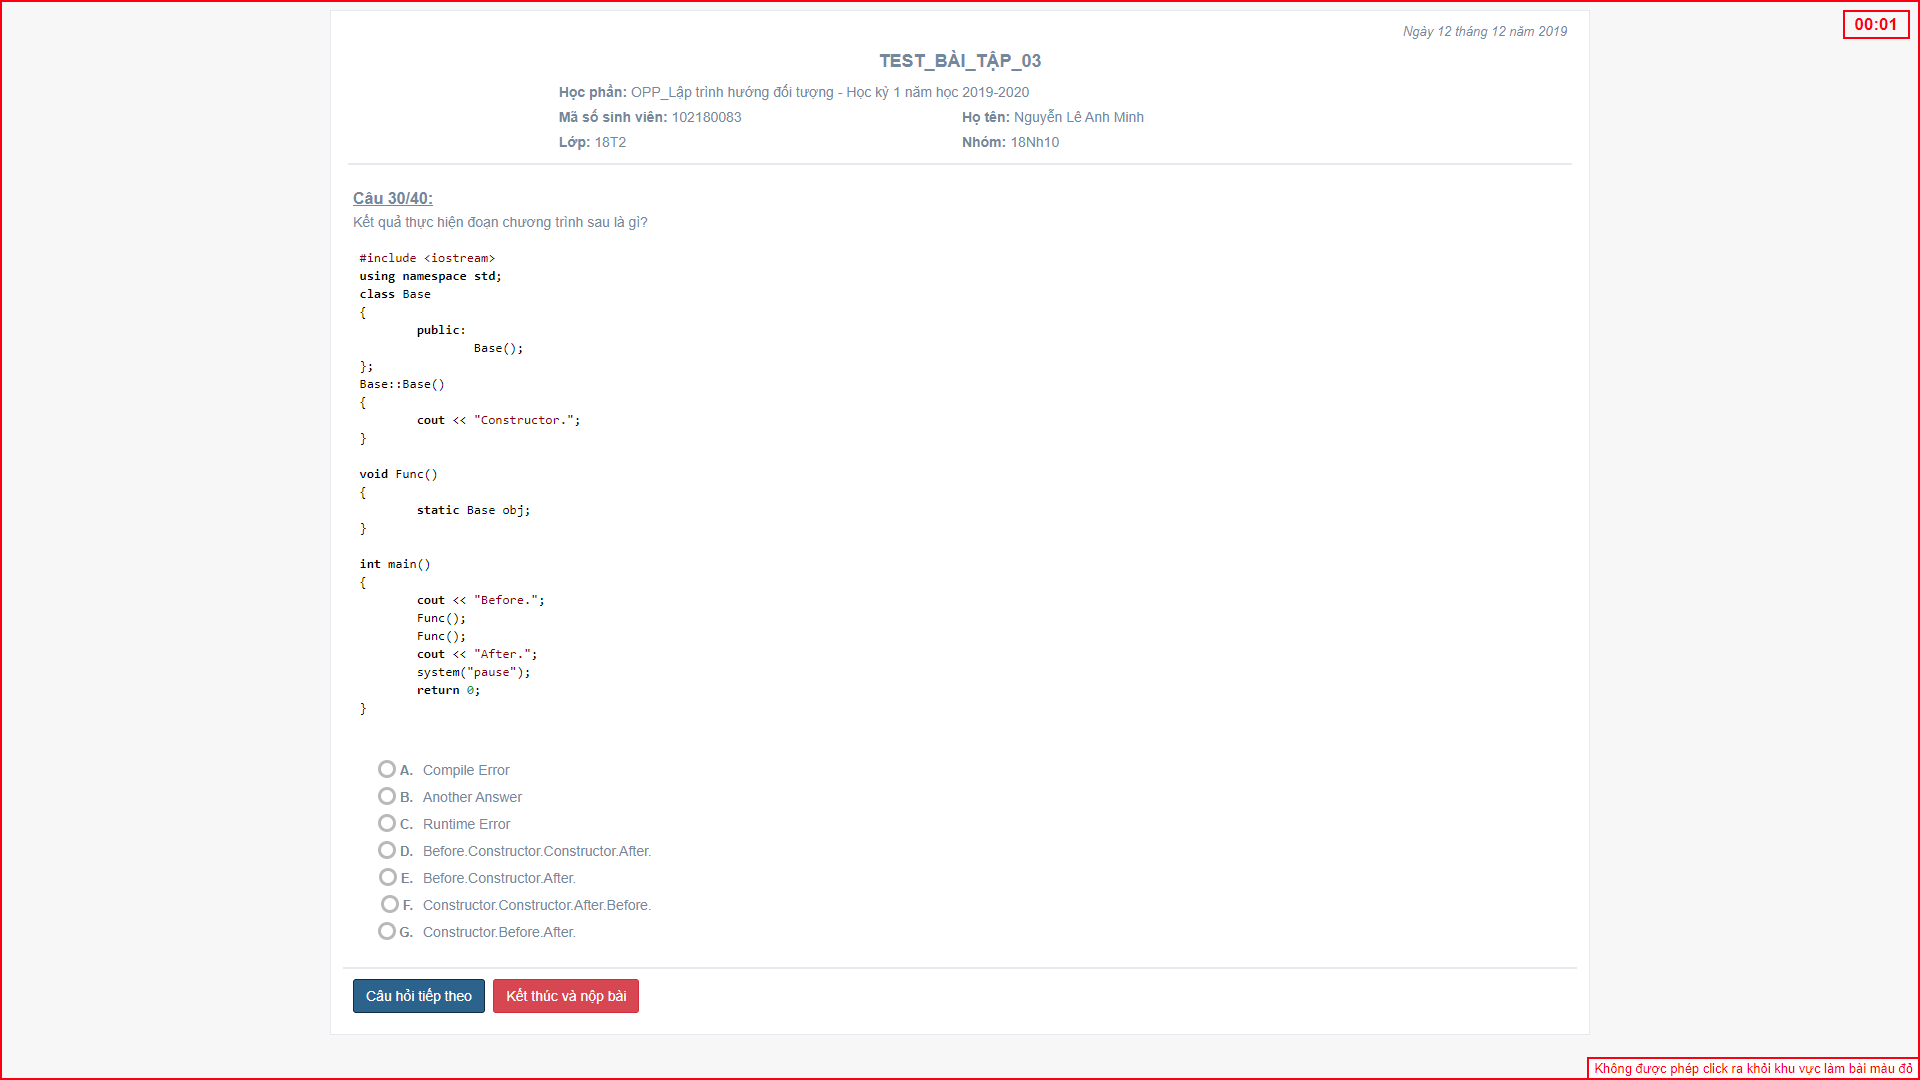 00:01
Ngày 12 tháng 12 năm 2019
TEST_BÀI_TẬP_03
Học phần: OPP_Lập trình hướng đối tượng - Học kỳ 1 năm học 2019-2020
Mã số sinh viên: 102180083 Họ tên: Nguyễn Lê Anh Minh
Lớp: 18T2 Nhóm: 18Nh10
Câu 30/40:
Kết quả thực hiện đoạn chương trình sau là gì?
#include <iostream>
using namespace std;
class Base
{
public:
Base();
};
Base::Base()
{
cout << "Constructor.";
}
void Func()
{
static Base obj;
}
int main()
{
cout << "Before.";
Func();
Func();
cout << "After.";
system("pause");
return 0;
}
A. Compile Error
B. Another Answer
C. Runtime Error
D. Before.Constructor.Constructor.After.
E. Before.Constructor.After.
F. Constructor.Constructor.After.Before.
G. Constructor.Before.After.
Câu hỏi tiếp theo Kết thúc và nộp bài
Không được phép click ra khỏi khu vực làm bài màu đỏ